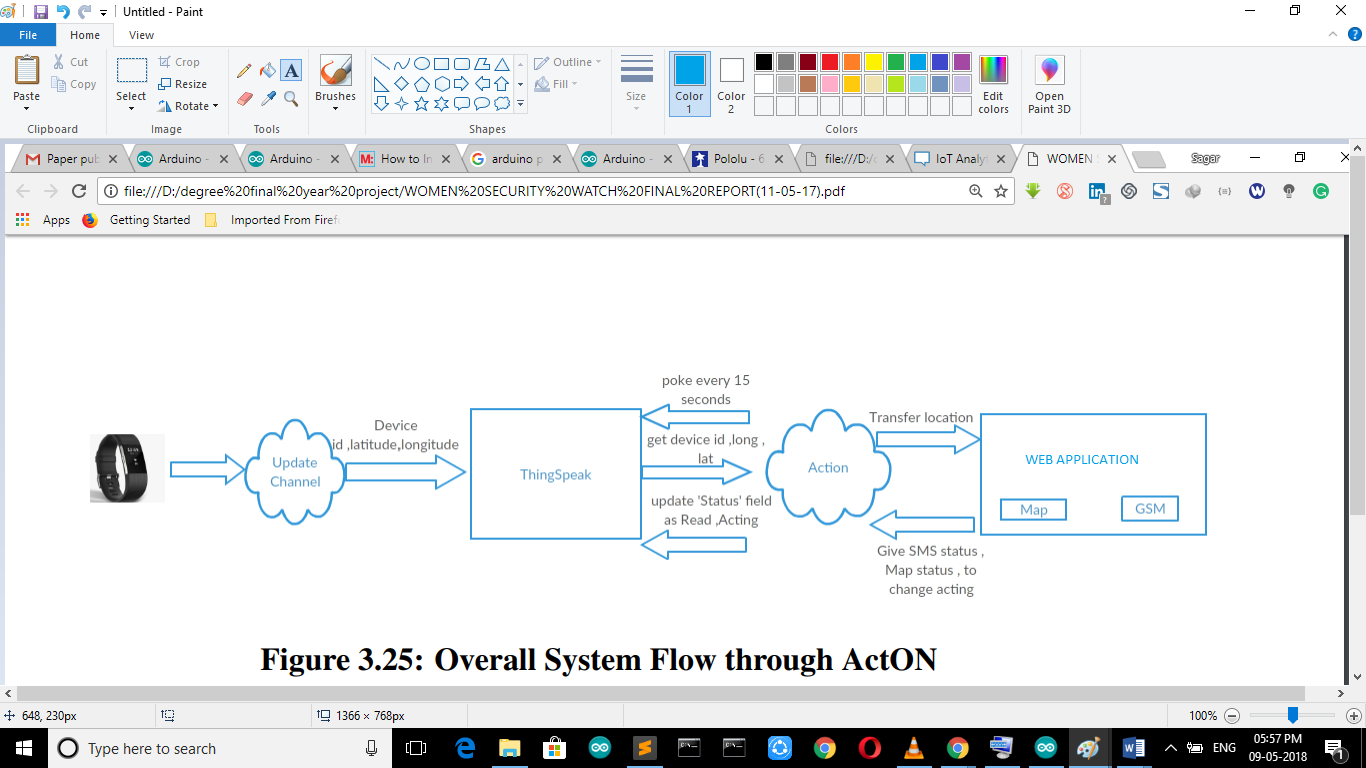 Untitled - Paint
File Home View
Paste Cut Copy Clipboard
Select Crop Resize Rotate Image
Tools
Brushes
Shapes
Outline Fill
Size
Color 1 Color 2 Colors
Edit colors
Open Paint 3D
Paper pub Arduino - Arduino - How to In arduino p Arduino - Pololu - 6 file:///D:/ IoT Analyt WOMEN Sagar
file:///D:/degree%20final%20year%20project/WOMEN%20SECURITY%20WATCH%20FINAL%20REPORT(11-05-17).pdf
Apps Getting Started Imported From Firef
poke every 15
seconds
Device
id ,latitude,longitude
Update
Channel
ThingSpeak
get device id ,long ,
lat
update 'Status' field
as Read ,Acting
Action
Transfer location
WEB APPLICATION
Map GSM
Give SMS status ,
Map status , to
change acting
Figure 3.25: Overall System Flow through ActON
648, 230px 1366 × 768px 100%
Type here to search ENG 05:57 PM
09-05-2018